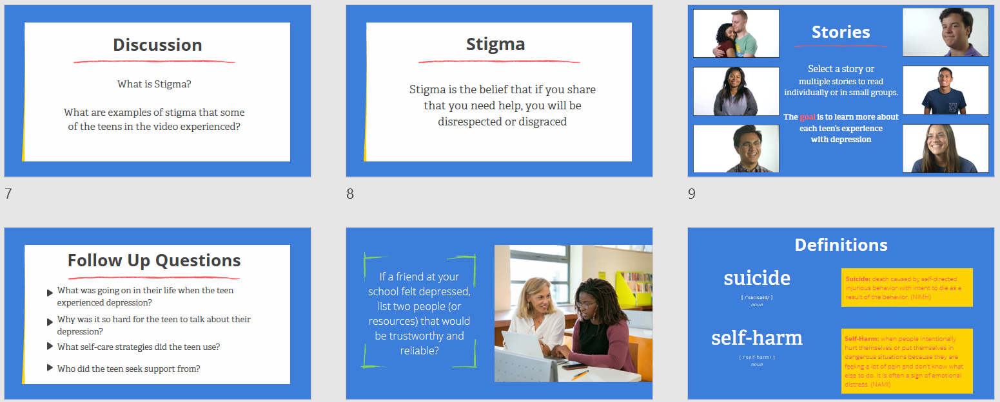 Discussion
What is Stigma?
What are examples of stigma that some
of the teens in the video experienced?
7
Stigma
Stigma is the belief that if you share
that you need help, you will be
disrespected or disgraced
8
Stories
Select a story or
multiple stories to read
individually or in small groups.
The goal is to learn more about
each teen's experience
with depression
9
Follow Up Questions
What was going on in their life when the teen
experienced depression?
Why was it so hard for the teen to talk about their
depression?
What self-care strategies did the teen use?
Who did the teen seek support from?
If a friend at your
school felt depressed,
list two people (or
resources) that would
be trustworthy and
reliable?
Definitions
suicide
[ /ˈsuːɪsaɪd/ ]
noun
Suicide: death caused by self-directed
injurious behavior with intent to die as a
result of the behavior. (NIMH)
self-harm
[ /ˈself harm/ ]
noun
Self-Harm: when people intentionally
hurt themselves or put themselves in
dangerous situations because they are
feeling a lot of pain and don't know what
else to do. It is often a sign of emotional
distress. (NAMI)